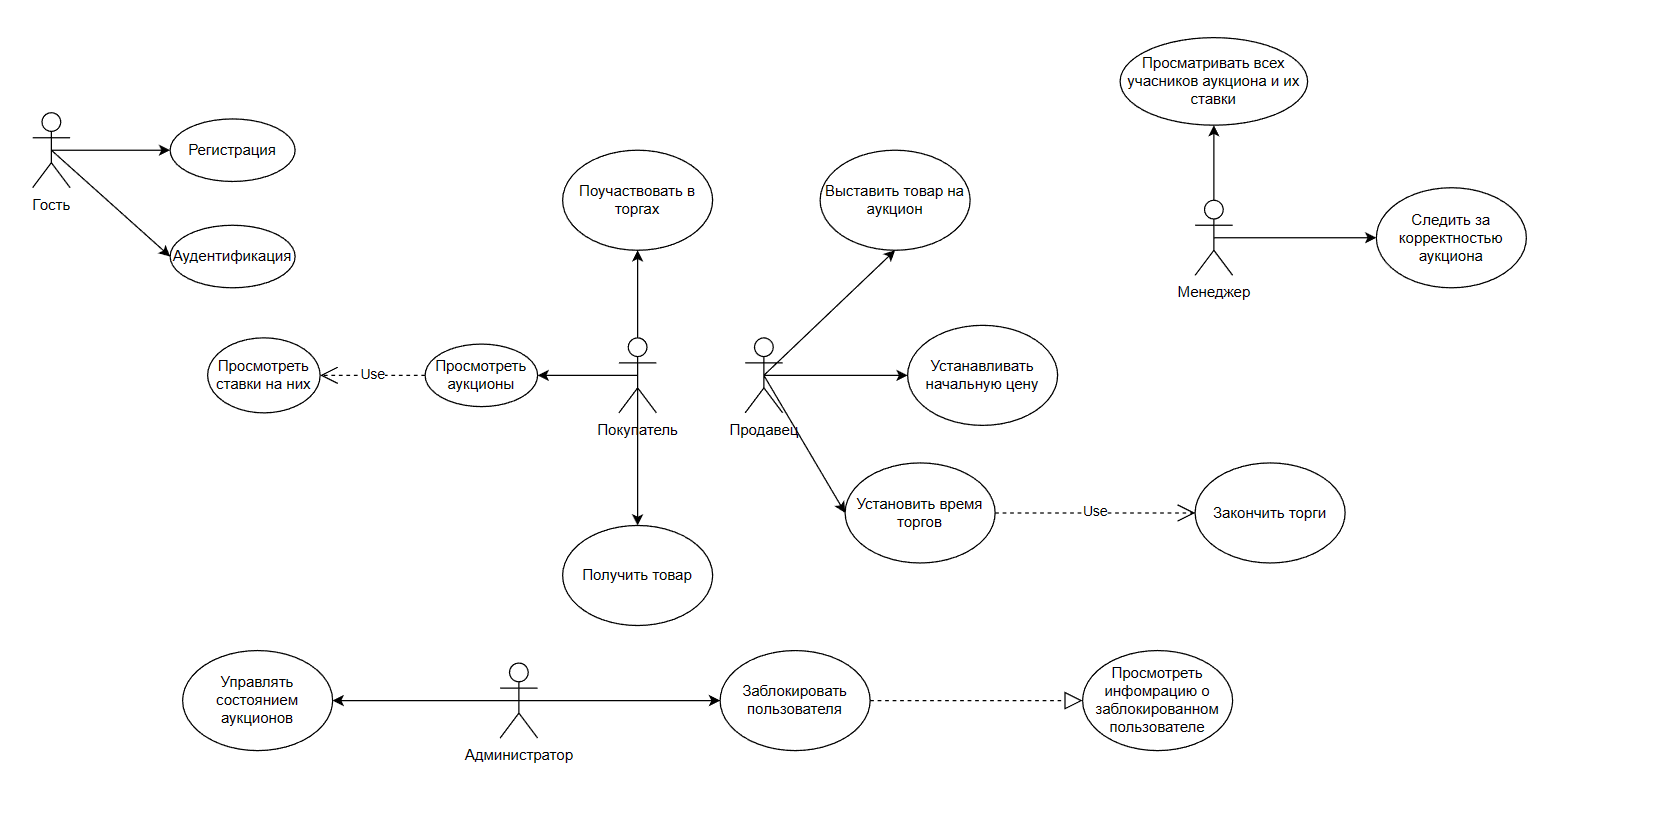 Просматривать всех
учасников аукциона и их
ставки
Регистрация
Гость
Аудентификация
Поучаствовать в
торгах
Выставить товар на
аукцион
Следить за
корректностью
аукциона
Менеджер
Просмотреть
ставки на них
Use
Просмотреть
аукционы
Покупатель
Продавец
Устанавливать
начальную цену
Установить время
торгов
Use
Закончить торги
Получить товар
Управлять
состоянием
аукционов
Администратор
Заблокировать
пользователя
Просмотреть
инфомрацию о
заблокированном
пользователе